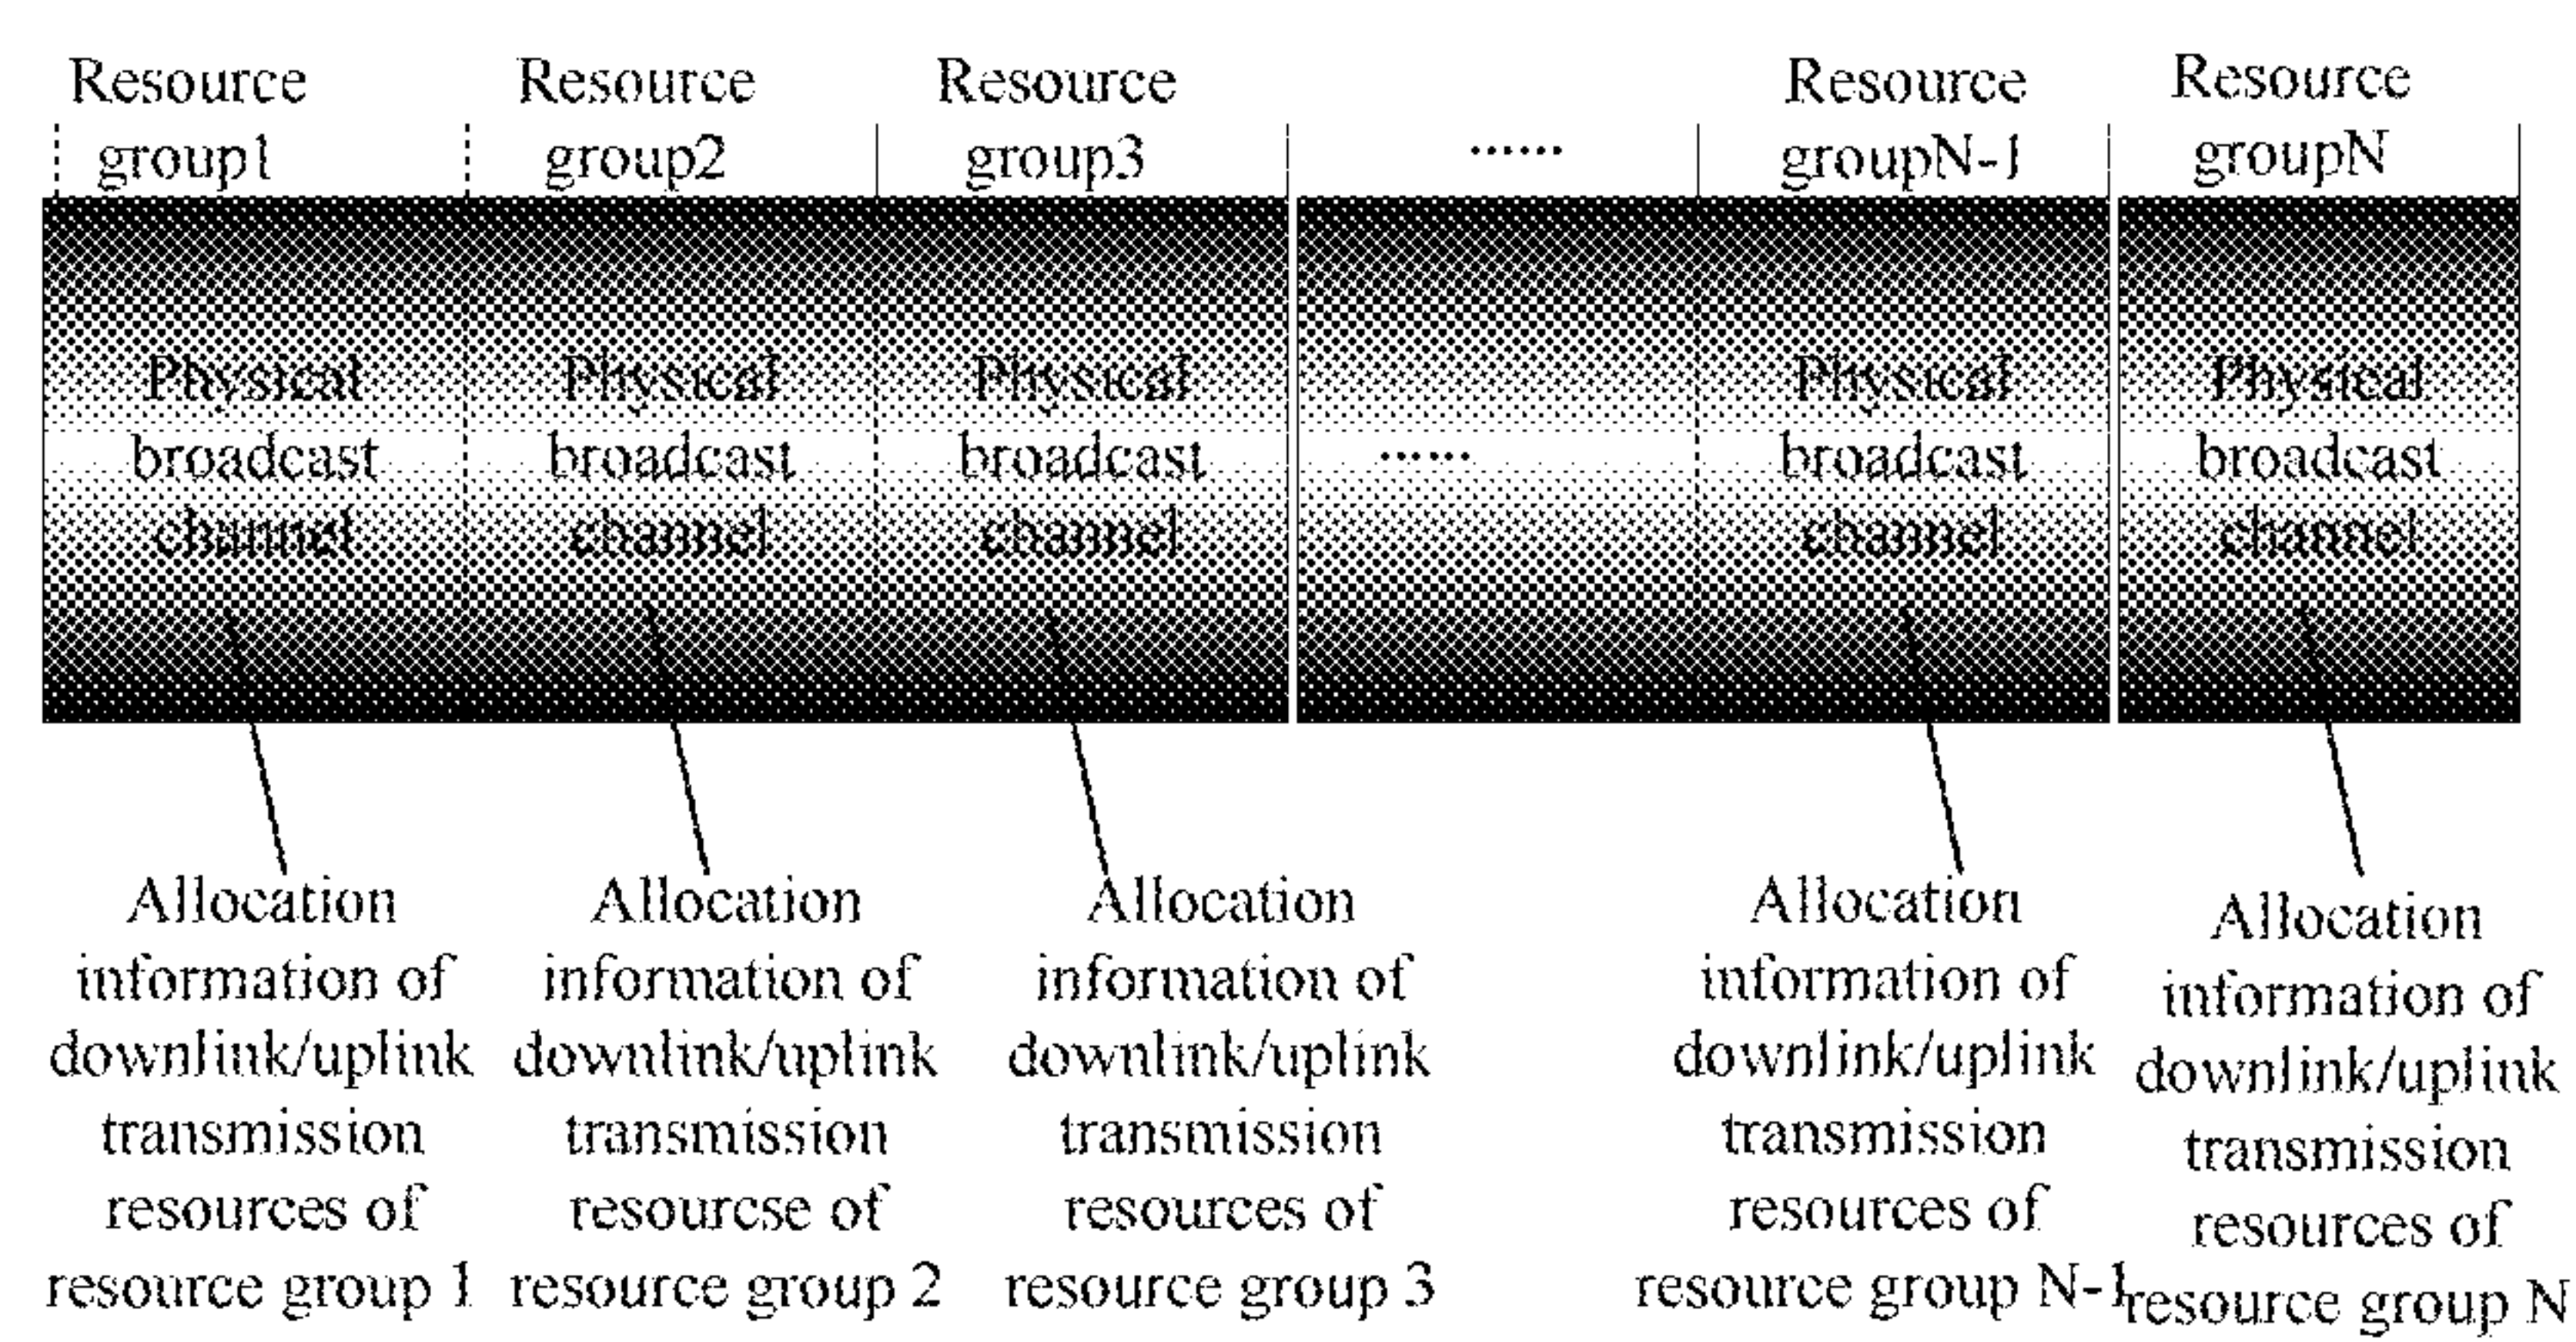 Resource
group1
Resource
group2
Resource
group3
......
Resource
groupN-1
Resource
groupN
Physical
broadcast
channel
Physical
broadcast
channel
Physical
broadcast
channel
......
Physical
broadcast
channel
Physical
broadcast
channel
Allocation
information of
downlink/uplink
transmission
resources of
resource group 1
Allocation
information of
downlink/uplink
transmission
resourcse of
resource group 2
Allocation
information of
downlink/uplink
transmission
resources of
resource group 3
Allocation
information of
downlink/uplink
transmission
resources of
resource group N-1
Allocation
information of
downlink/uplink
transmission
resources of
resource group N